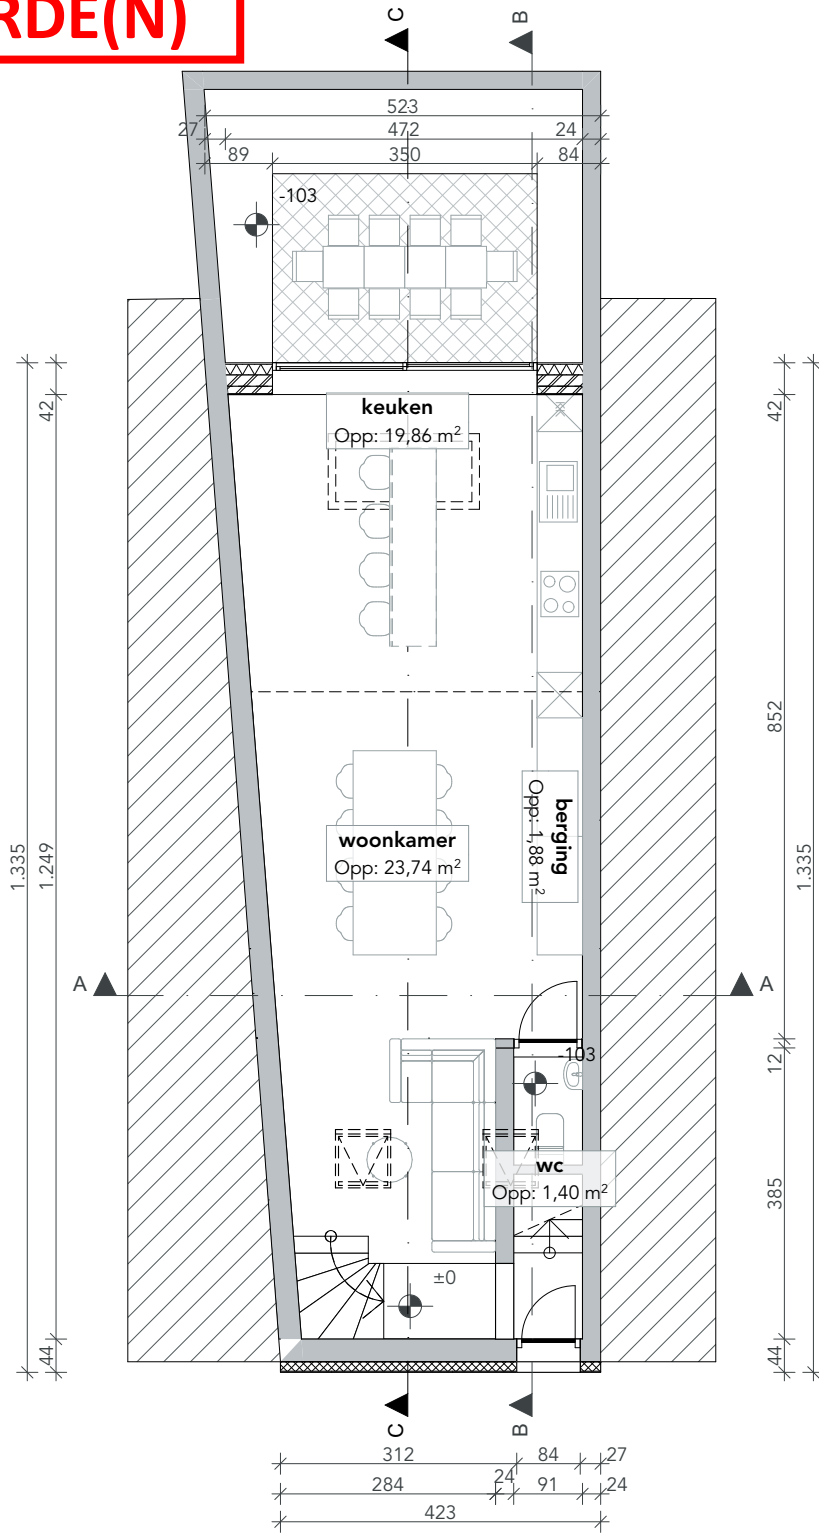 RDE(N)
C
B
523
27
472
24
89
350
84
-103
keuken
Opp: 19,86 m²
42
42
852
1.335
1.249
1.335
woonkamer
Opp: 23,74 m²
berging
Opp: 1,88 m²
A
A
-103
12
wc
Opp: 1,40 m²
385
±0
44
44
C
B
312
84
27
284
24
91
24
423